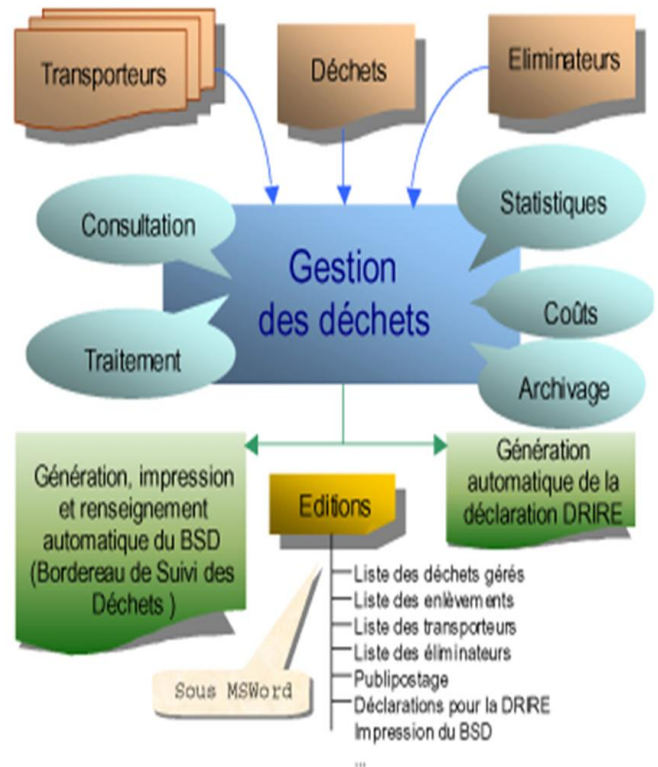 Transporteurs
Déchets
Eliminateurs
Consultation
Statistiques
Gestion
des déchets
Coûts
Traitement
Archivage
Génération, impression
et renseignement
automatique du BSD
(Bordereau de Suivi des
Déchets )
Editions
Génération
automatique de la
déclaration DRIRE
Liste des déchets gérés
Liste des enlèvements
Liste des transporteurs
Liste des éliminateurs
Publipostage
Déclarations pour la DRIRE
Impression du BSD
...
Sous MSWord